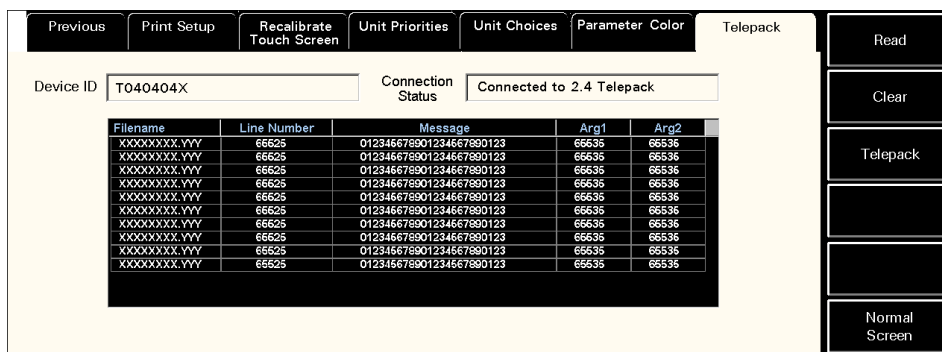 Previous
Print Setup
Recalibrate
Touch Screen
Unit Priorities
Unit Choices
Parameter Color
Telepack
Read
Device ID T040404X
Connection
Status
Connected to 2.4 Telepack
Clear
Filename Line Number Message Arg1 Arg2
XXXXXXXX.YYY 65525 012345678901234567890123 65535 65535
XXXXXXXX.YYY 65525 012345678901234567890123 65535 65535
XXXXXXXX.YYY 65525 012345678901234567890123 65535 65535
XXXXXXXX.YYY 65525 012345678901234567890123 65535 65535
XXXXXXXX.YYY 65525 012345678901234567890123 65535 65535
XXXXXXXX.YYY 65525 012345678901234567890123 65535 65535
XXXXXXXX.YYY 65525 012345678901234567890123 65535 65535
XXXXXXXX.YYY 65525 012345678901234567890123 65535 65535
XXXXXXXX.YYY 65525 012345678901234567890123 65535 65535
XXXXXXXX.YYY 65525 012345678901234567890123 65535 65535
Telepack
Normal
Screen